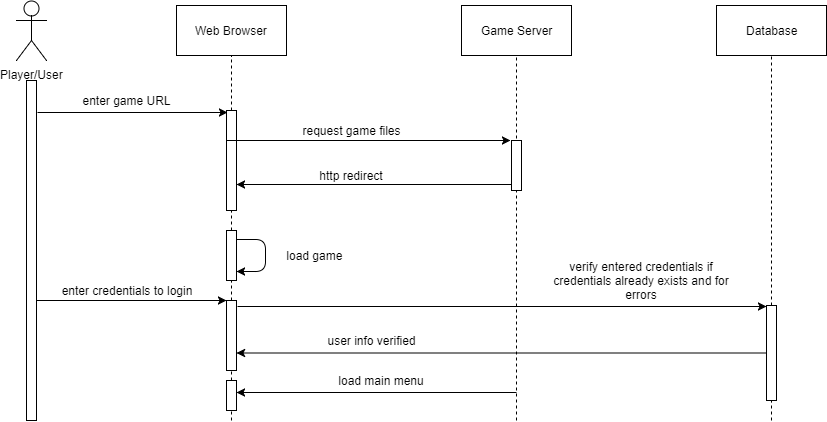 Web Browser
Game Server
Database
Player/User
enter game URL
request game files
http redirect
load game
verify entered credentials if
credentials already exists and for
errors
enter credentials to login
user info verified
load main menu